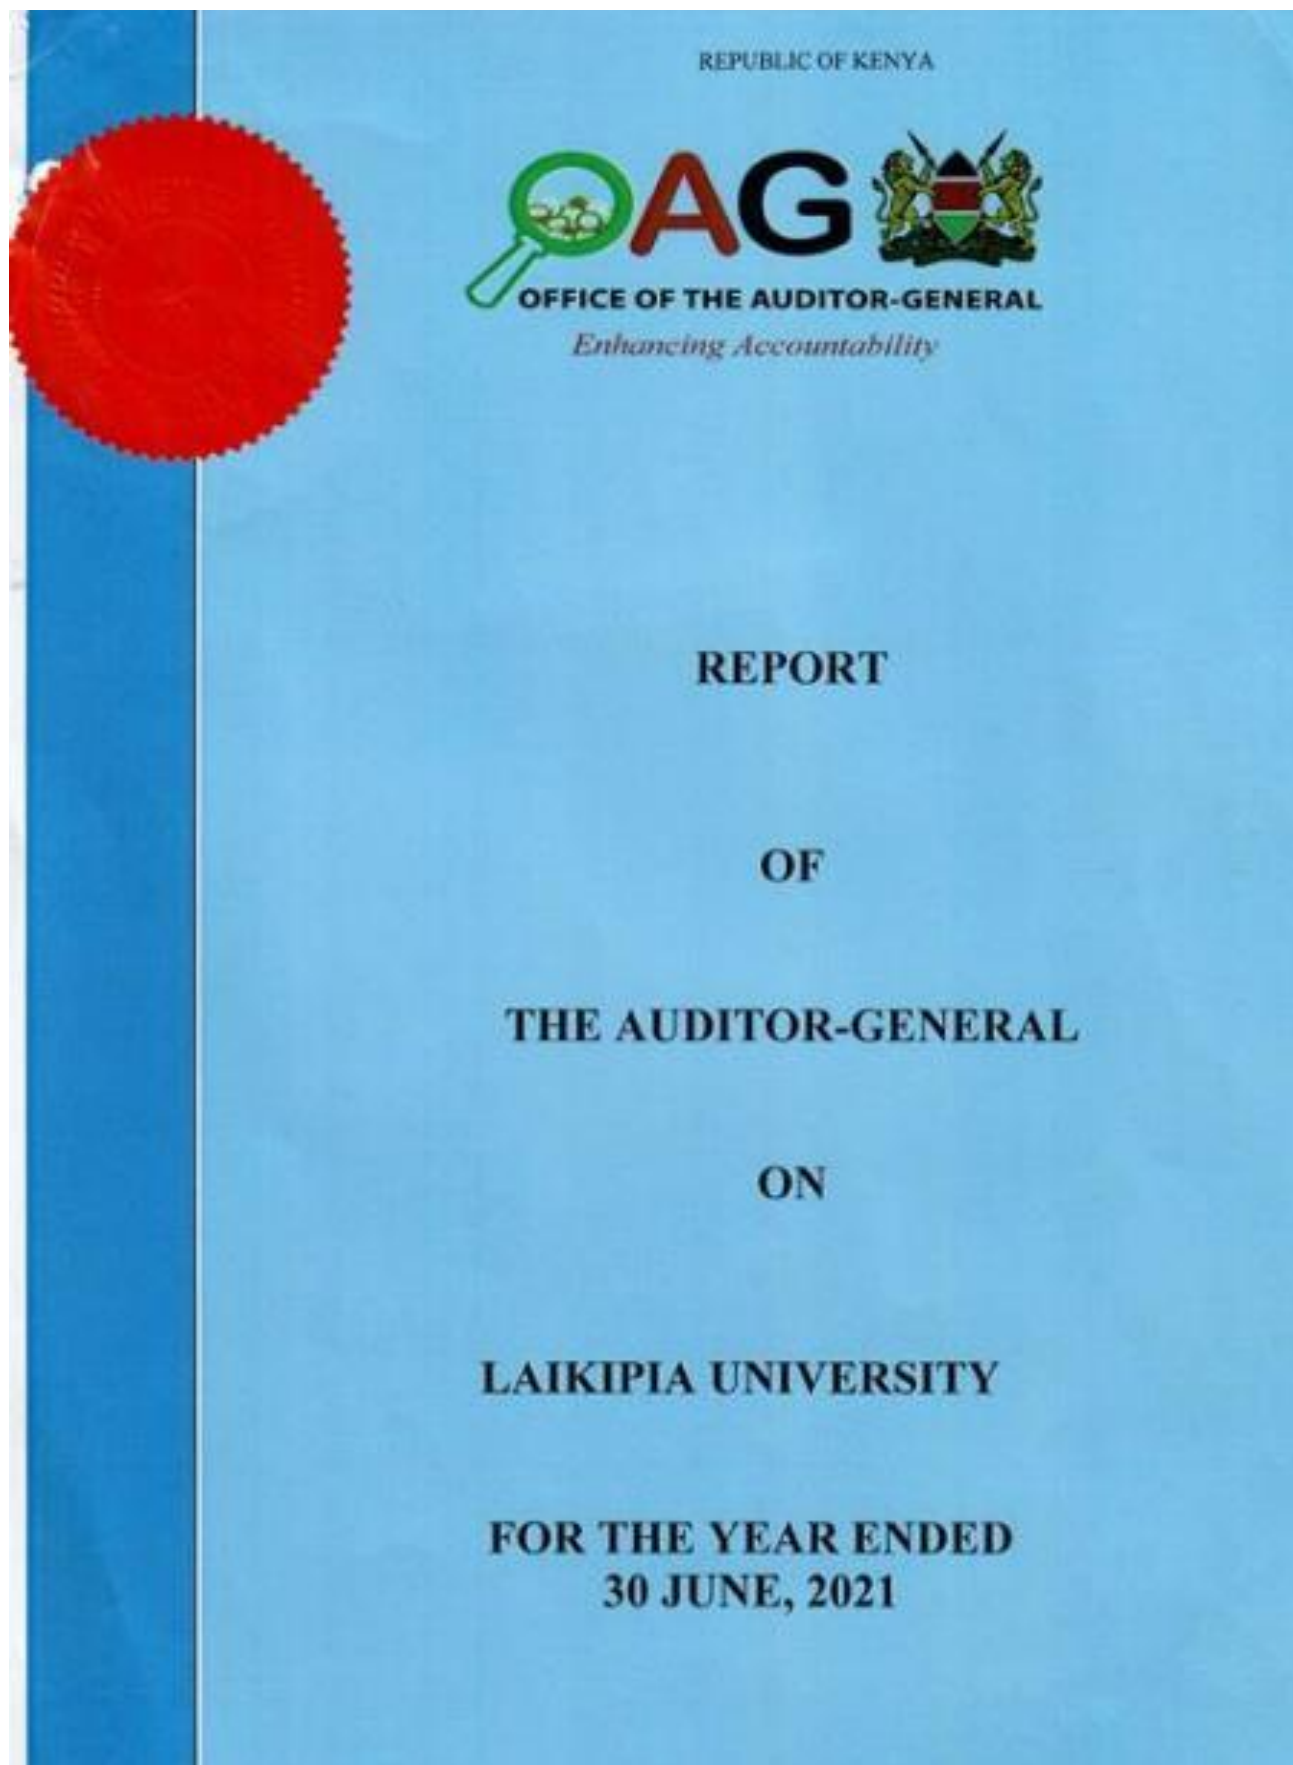 REPUBLIC OF KENYA
OAG
OFFICE OF THE AUDITOR-GENERAL
Enhancing Accountability
REPORT
OF
THE AUDITOR-GENERAL
ON
LAIKIPIA UNIVERSITY
FOR THE YEAR ENDED
30 JUNE, 2021